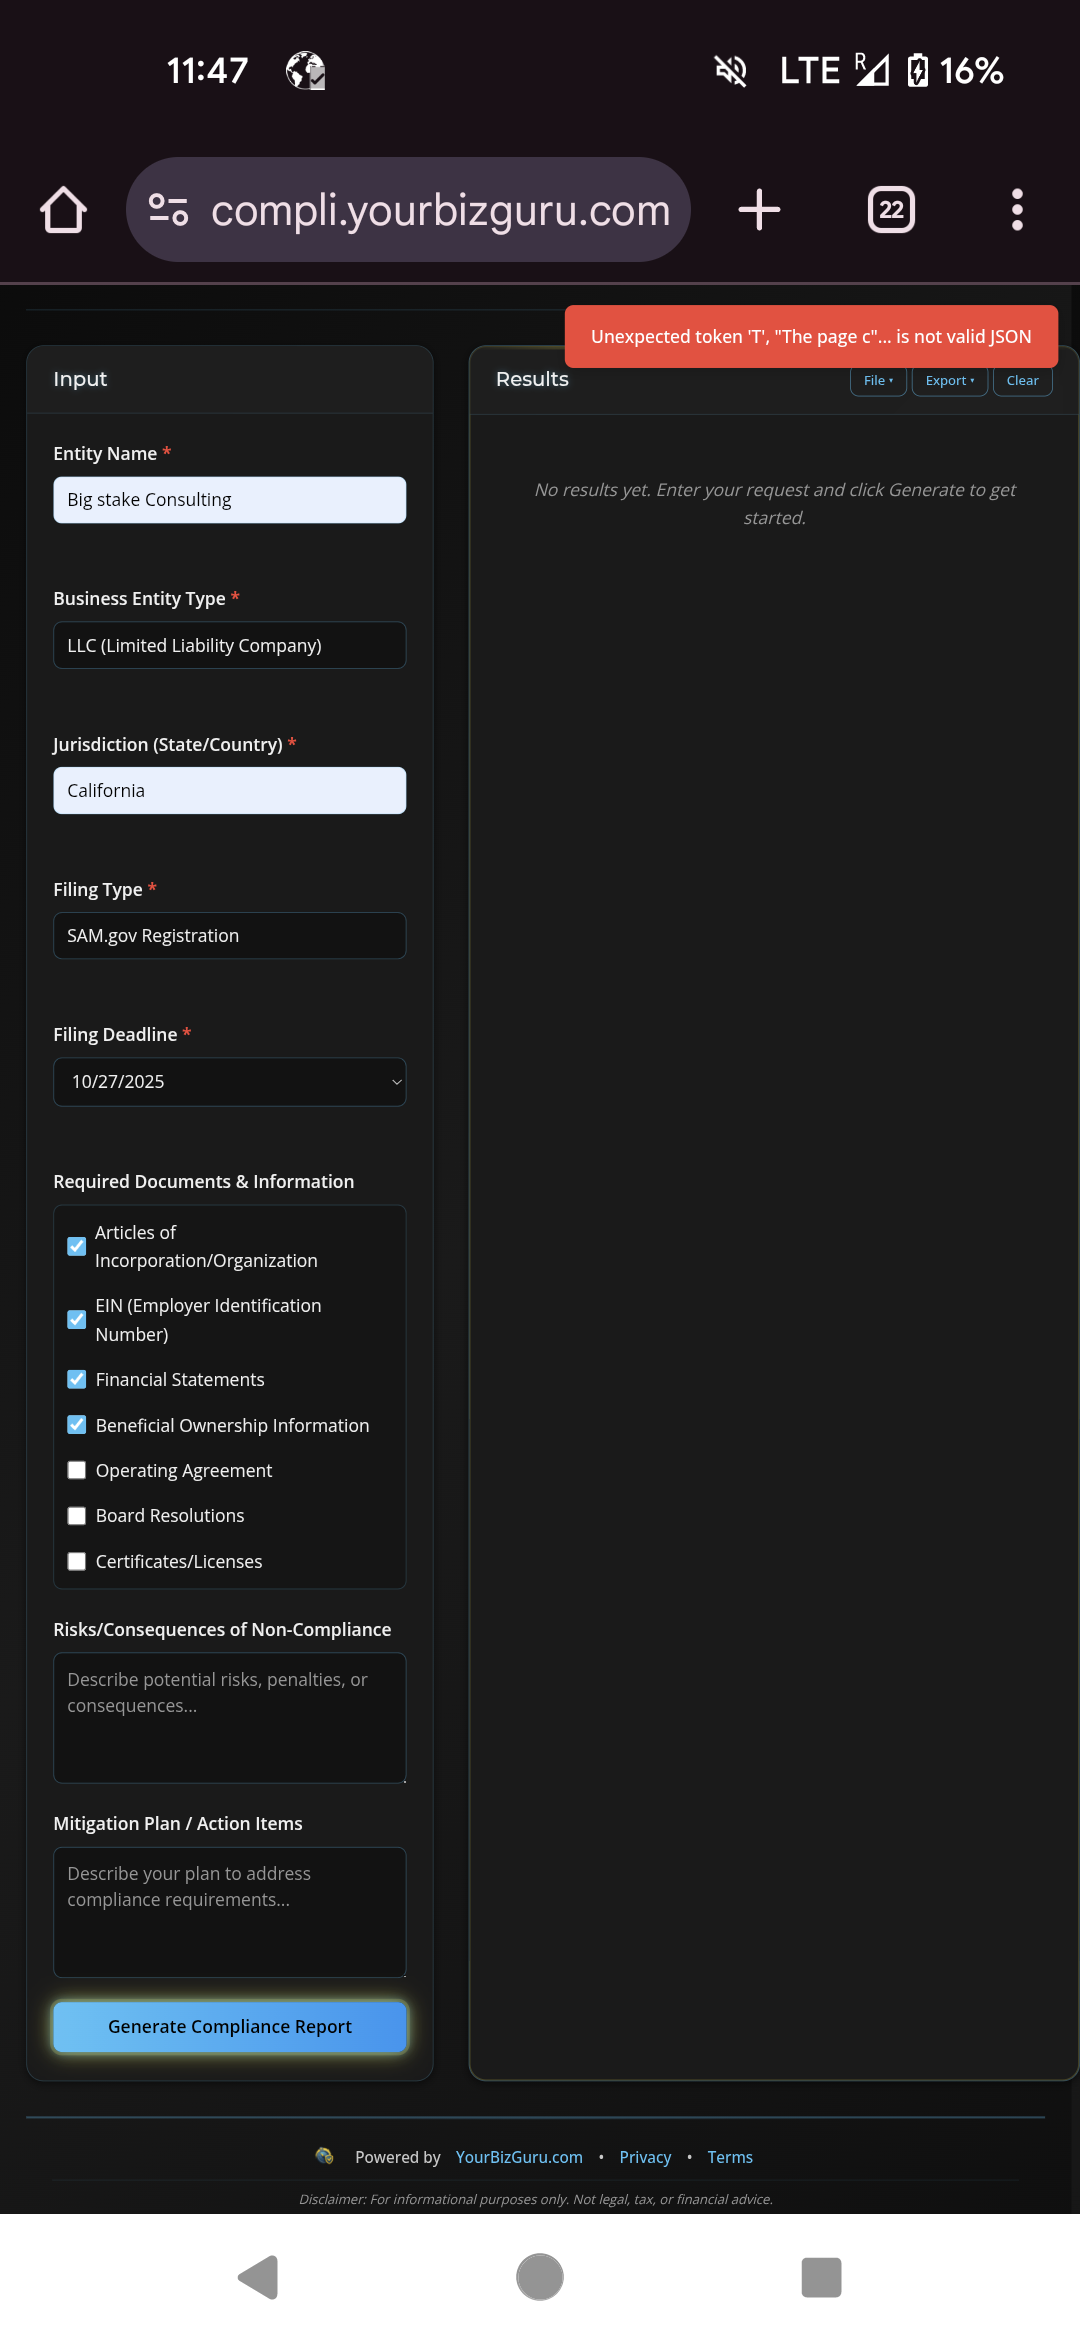 11:47
LTE R 16%
compli.yourbizguru.com
22
Unexpected token 'T', "The page c"... is not valid JSON
Input
Entity Name *
Big stake Consulting
Business Entity Type *
LLC (Limited Liability Company)
Jurisdiction (State/Country) *
California
Filing Type *
SAM.gov Registration
Filing Deadline *
10/27/2025
Required Documents & Information
Articles of
Incorporation/Organization
EIN (Employer Identification
Number)
Financial Statements
Beneficial Ownership Information
Operating Agreement
Board Resolutions
Certificates/Licenses
Risks/Consequences of Non-Compliance
Describe potential risks, penalties, or
consequences...
Mitigation Plan / Action Items
Describe your plan to address
compliance requirements...
Generate Compliance Report
Results
File ▾ Export ▾ Clear
No results yet. Enter your request and click Generate to get
started.
Powered by YourBizGuru.com • Privacy • Terms
Disclaimer: For informational purposes only. Not legal, tax, or financial advice.